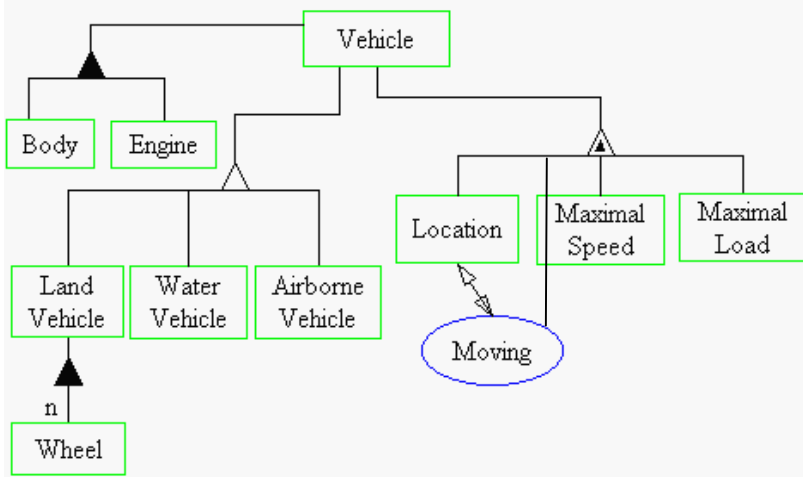 Vehicle
Body
Engine
Location
Maximal
Speed
Maximal
Load
Land
Vehicle
Water
Vehicle
Airborne
Vehicle
Moving
n
Wheel